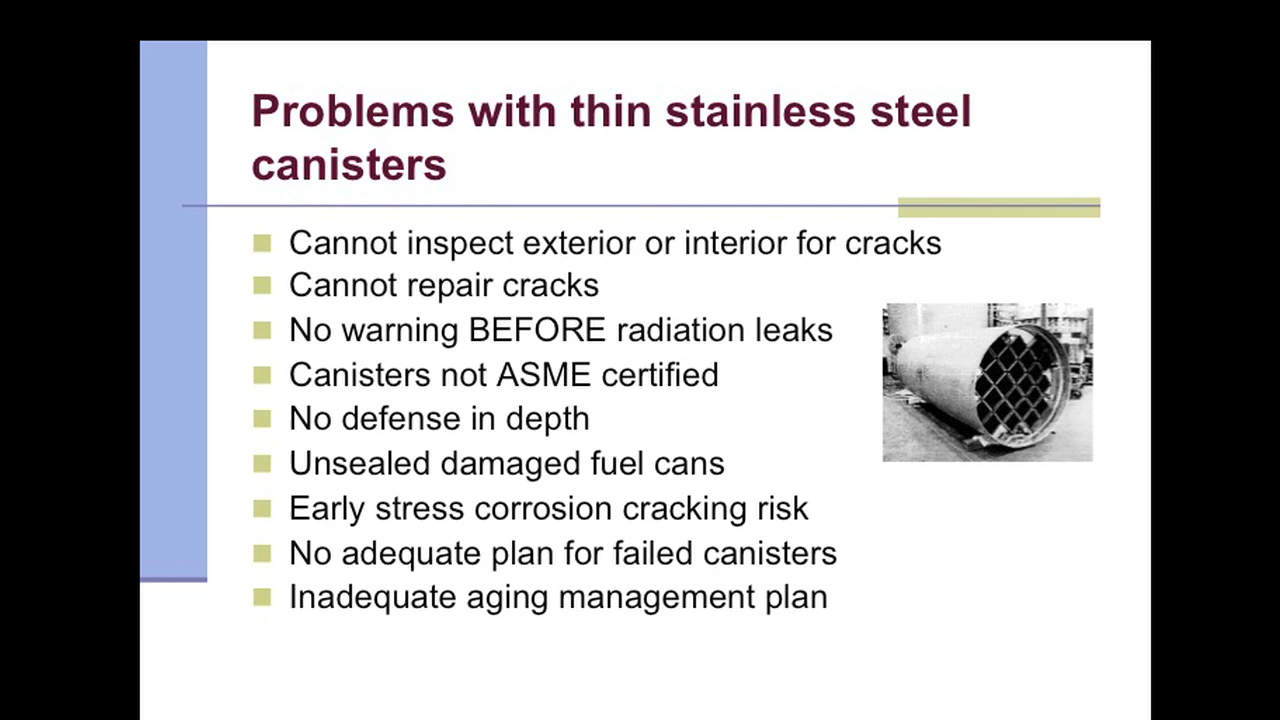 Problems with thin stainless steel
canisters
Cannot inspect exterior or interior for cracks
Cannot repair cracks
No warning BEFORE radiation leaks
Canisters not ASME certified
No defense in depth
Unsealed damaged fuel cans
Early stress corrosion cracking risk
No adequate plan for failed canisters
Inadequate aging management plan